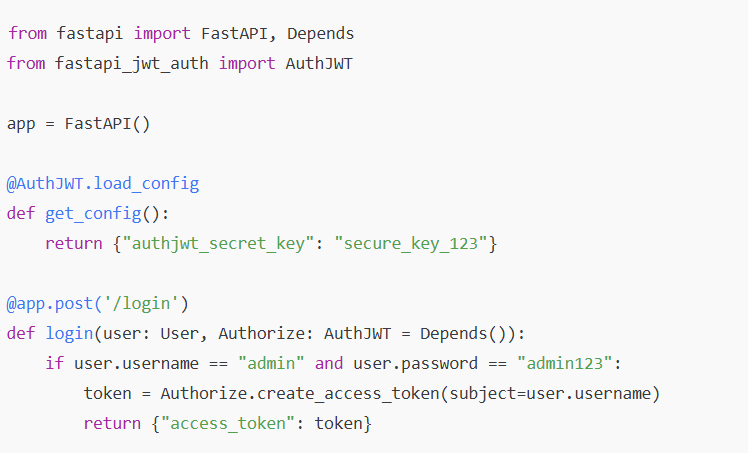 from fastapi import FastAPI, Depends
from fastapi_jwt_auth import AuthJWT
app = FastAPI()
@AuthJWT.load_config
def get_config():
    return {"authjwt_secret_key": "secure_key_123"}
@app.post('/login')
def login(user: User, Authorize: AuthJWT = Depends()):
    if user.username == "admin" and user.password == "admin123":
        token = Authorize.create_access_token(subject=user.username)
        return {"access_token": token}